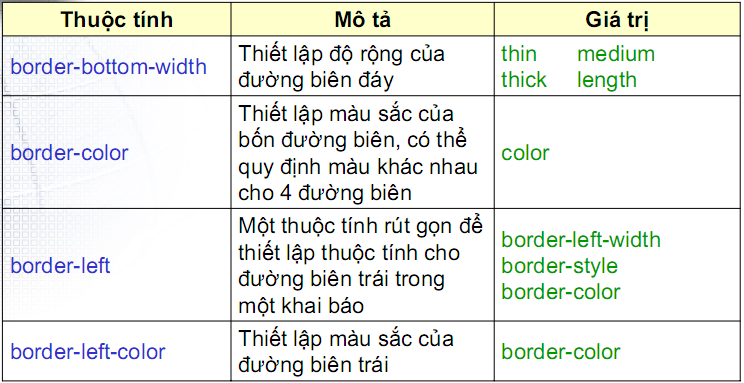 Thuộc tính Mô tả Giá trị
border-bottom-width
Thiết lập độ rộng của
đường biên đáy
thin medium
thick length
border-color
Thiết lập màu sắc của
bốn đường biên, có thể
quy định màu khác nhau
cho 4 đường biên
color
border-left
Một thuộc tính rút gọn để
thiết lập thuộc tính cho
đường biên trái trong
một khai báo
border-left-width
border-style
border-color
border-left-color
Thiết lập màu sắc của
đường biên trái
border-color